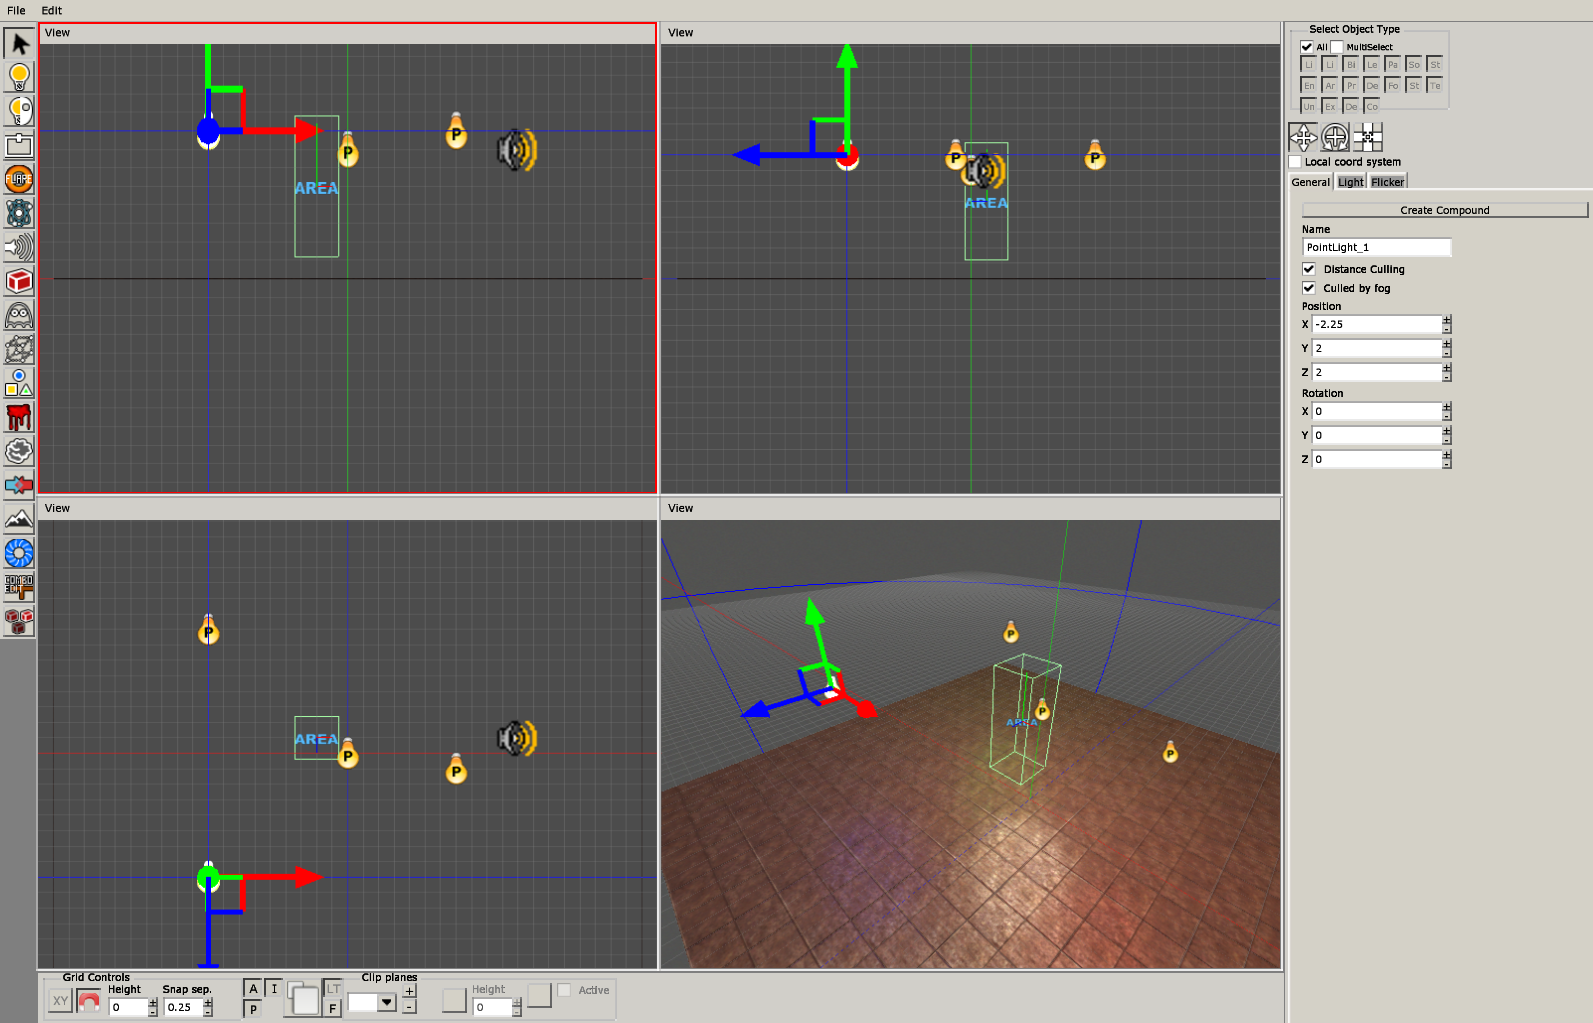 File Edit
View
View
Select Object Type
All MultiSelect
Li Li Bi Le Pa So St
En Ar Pr De Fo St Te
Un Ex De Co
Local coord system
General Light Flicker
Create Compound
Name
PointLight_1
Distance Culling
Culled by fog
Position
X -2.25
Y 2
Z 2
Rotation
X 0
Y 0
Z 0
FLARE
COMBO
P
P
AREA
P
P
AREA
View
View
P
AREA
P
P
P
P
AREA
P
Grid Controls
XY
Height
0
Snap sep.
0.25
A I
P
LT
F
Clip planes
+
-
Height
0
Active